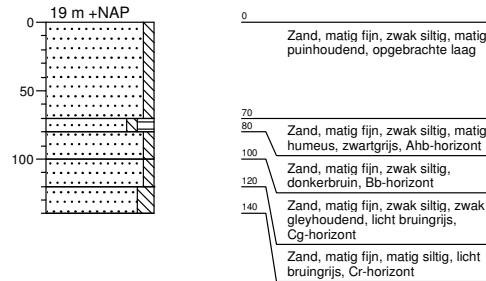 19 m +NAP
0
50
100
0
Zand, matig fijn, zwak siltig, matig
puinhoudend, opgebrachte laag
70
80
Zand, matig fijn, zwak siltig, matig
humeus, zwartgrijs, Ahb-horizont
100
Zand, matig fijn, zwak siltig,
donkerbruin, Bb-horizont
120
Zand, matig fijn, zwak siltig, zwak
gleyhoudend, licht bruingrijs,
Cg-horizont
140
Zand, matig fijn, matig siltig, licht
bruingrijs, Cr-horizont